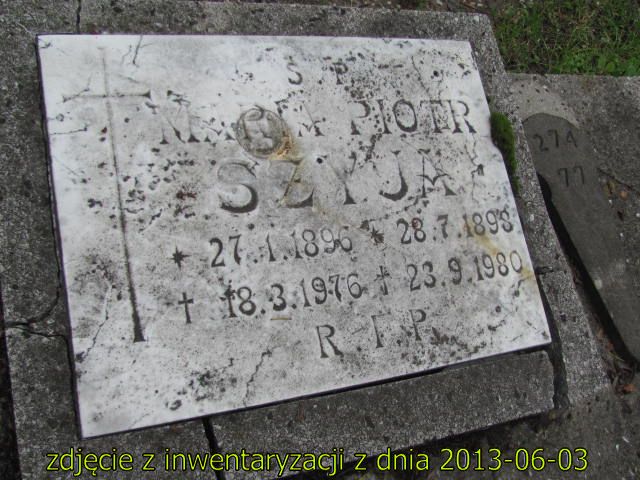 S. P.
MARIA PIOTR
SZYJA
* 27.1.1896 * 28.7.1893
† 18.3.1976 † 23.9.1980
R. I. P.
274
77
zdjęcie z inwentaryzacji z dnia 2013-06-03